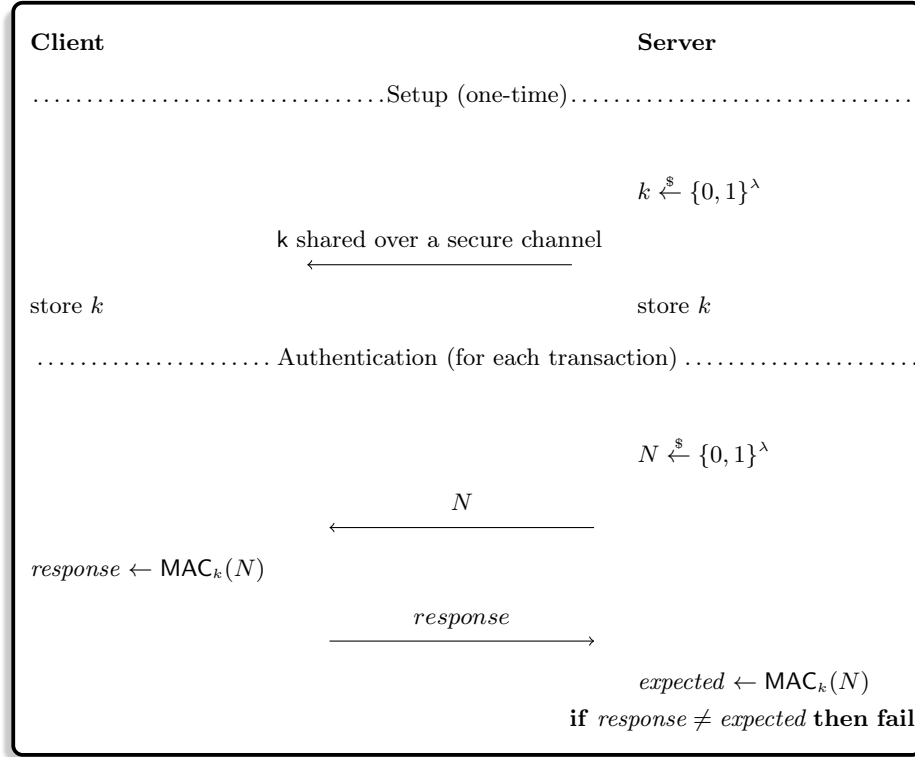 Client Server
Setup (one-time)
k $← {0, 1}^λ
k shared over a secure channel
store k store k
Authentication (for each transaction)
N $← {0, 1}^λ
N
response ← MAC_k(N)
response
expected ← MAC_k(N)
if response ≠ expected then fail